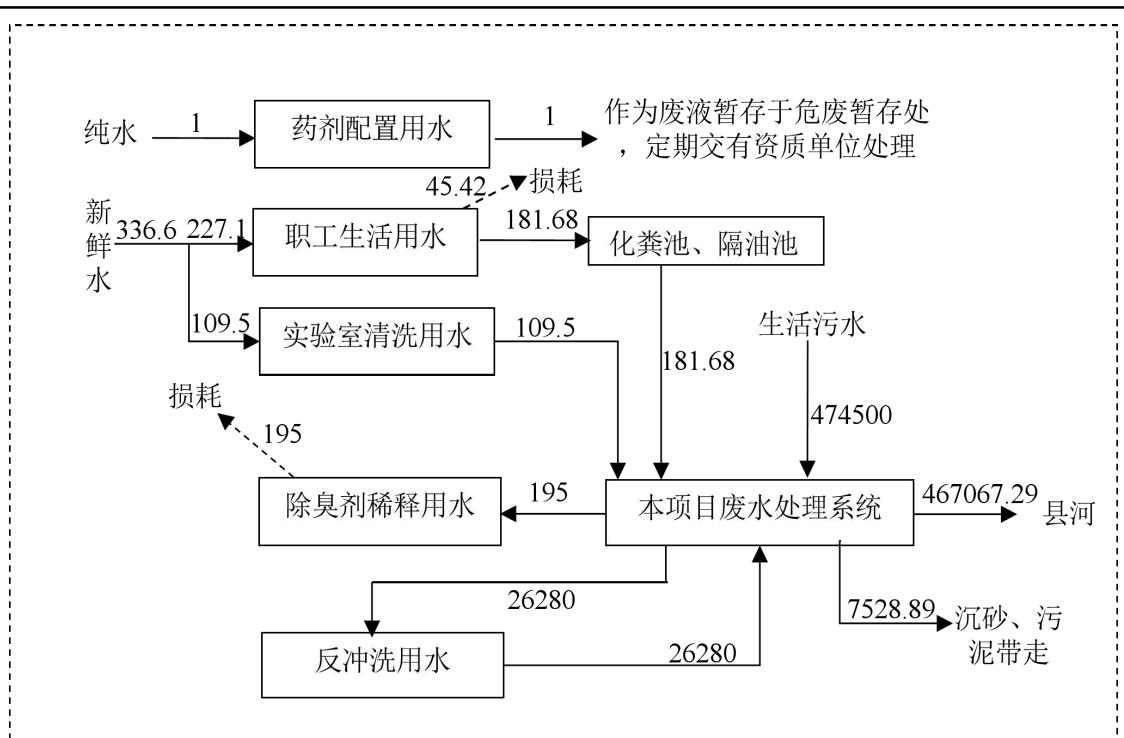 纯水
1
药剂配置用水
1
作为废液暂存于危废暂存处
，定期交有资质单位处理
45.42
损耗
新
鲜
水
336.6
227.1
职工生活用水
181.68
化粪池、隔油池
109.5
实验室清洗用水
109.5
生活污水
181.68
损耗
195
474500
除臭剂稀释用水
195
本项目废水处理系统
467067.29
县河
26280
7528.89
沉砂、污
泥带走
反冲洗用水
26280